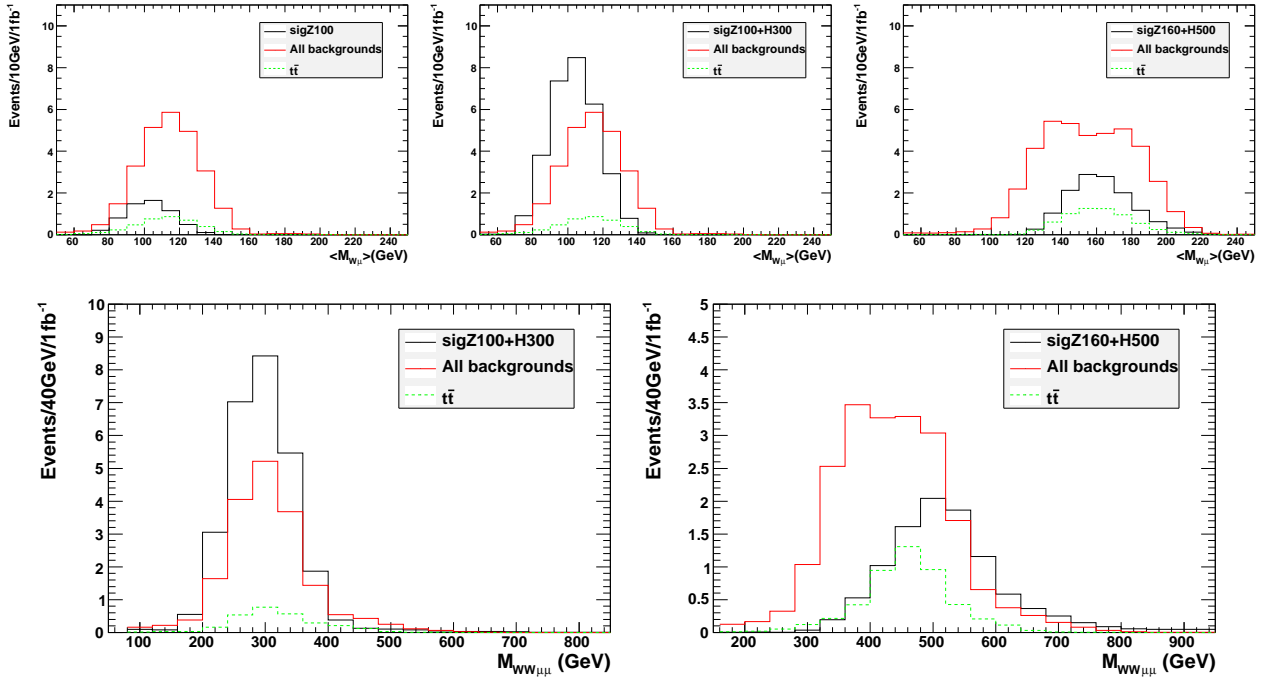 Events/10GeV/1fb⁻¹
10
8
6
4
2
0
sigZ100
All backgrounds
tt̄
60 80 100 120 140 160 180 200 220 240
<M_Wμ>(GeV)
Events/10GeV/1fb⁻¹
10
8
6
4
2
0
sigZ100+H300
All backgrounds
tt̄
60 80 100 120 140 160 180 200 220 240
<M_Wμ>(GeV)
Events/10GeV/1fb⁻¹
10
8
6
4
2
0
sigZ160+H500
All backgrounds
tt̄
60 80 100 120 140 160 180 200 220 240
<M_Wμ>(GeV)
Events/40GeV/1fb⁻¹
10
9
8
7
6
5
4
3
2
1
0
sigZ100+H300
All backgrounds
tt̄
100 200 300 400 500 600 700 800
M_WWμμ (GeV)
Events/40GeV/1fb⁻¹
5
4.5
4
3.5
3
2.5
2
1.5
1
0.5
0
sigZ160+H500
All backgrounds
tt̄
200 300 400 500 600 700 800 900
M_WWμμ (GeV)